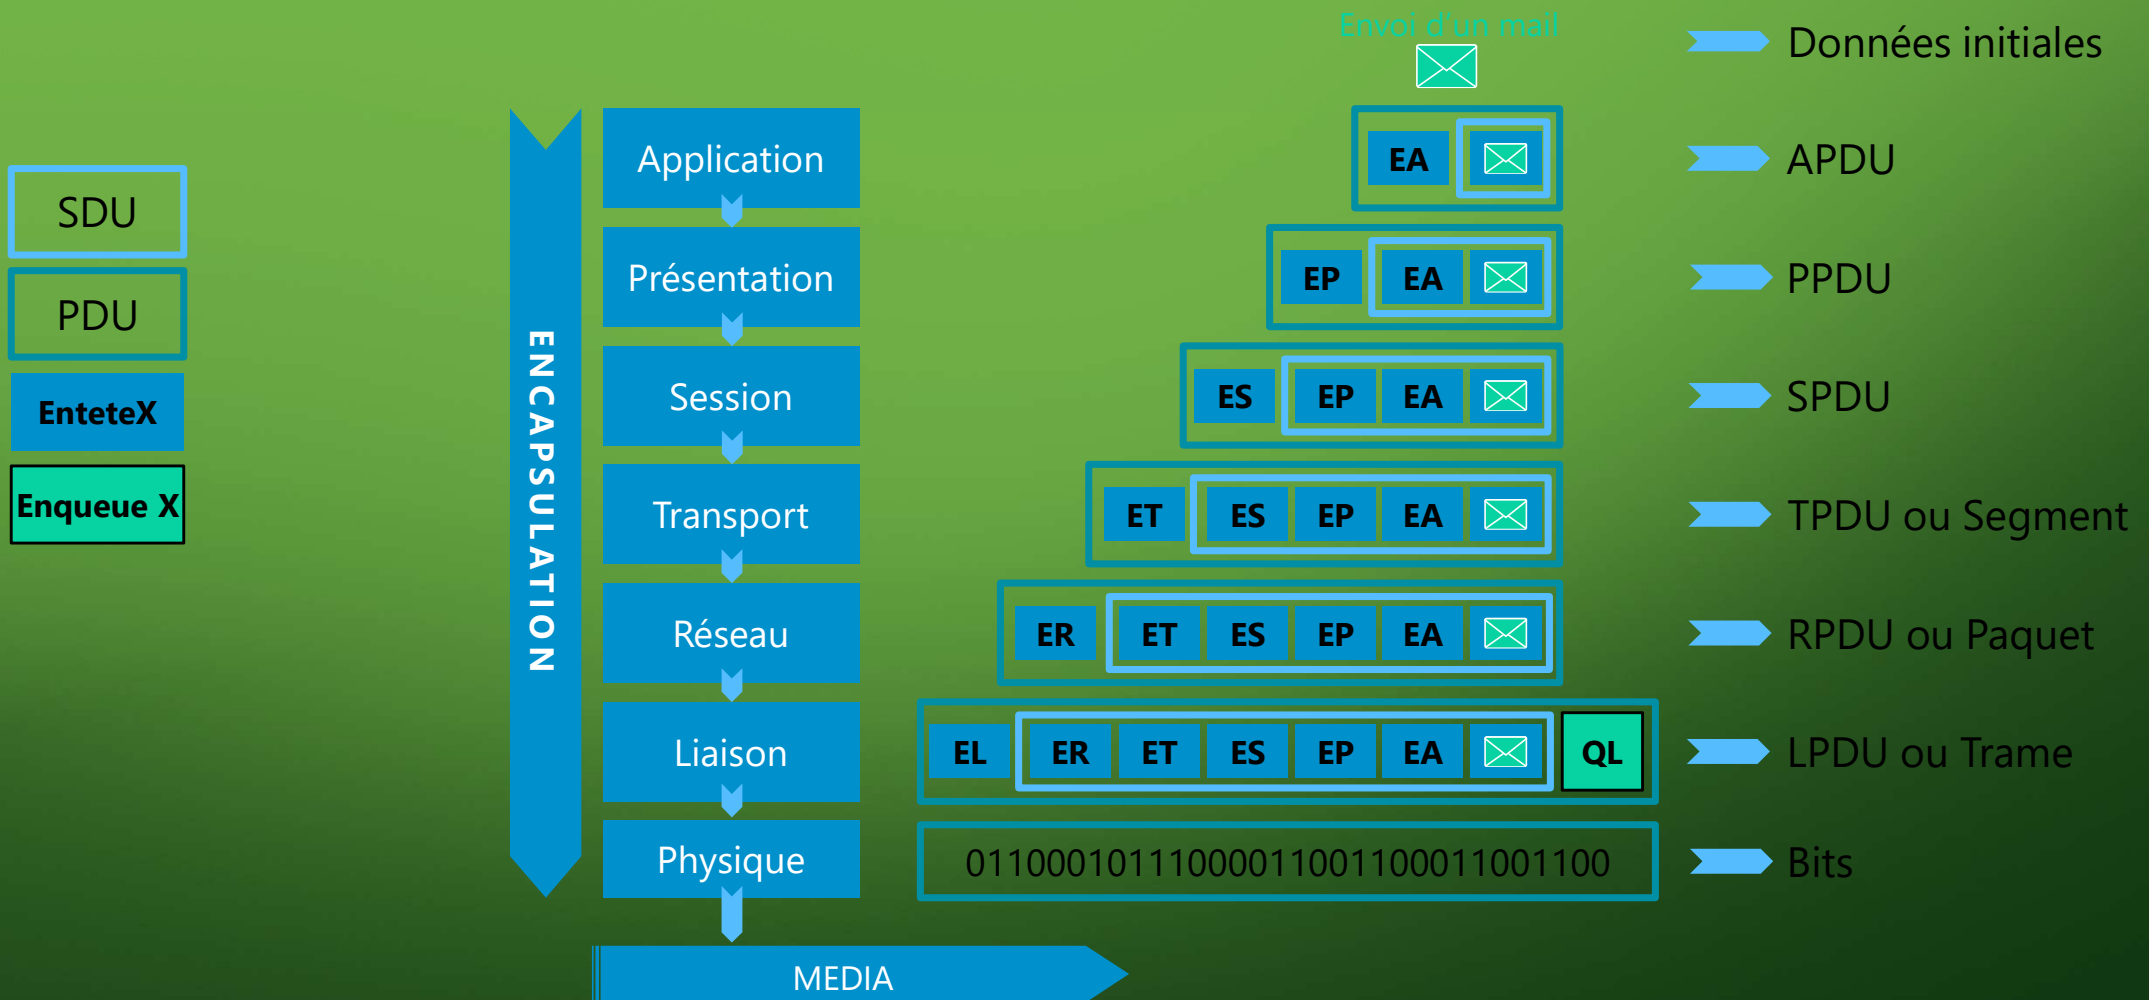 Envoi d'un mail
Données initiales
SDU
PDU
EnteteX
Enqueue X
ENCAPSULATION
Application
EA
APDU
Présentation
EP EA
PPDU
Session
ES EP EA
SPDU
Transport
ET ES EP EA
TPDU ou Segment
Réseau
ER ET ES EP EA
RPDU ou Paquet
Liaison
EL ER ET ES EP EA QL
LPDU ou Trame
Physique
01100010111000011001100011001100
Bits
MEDIA